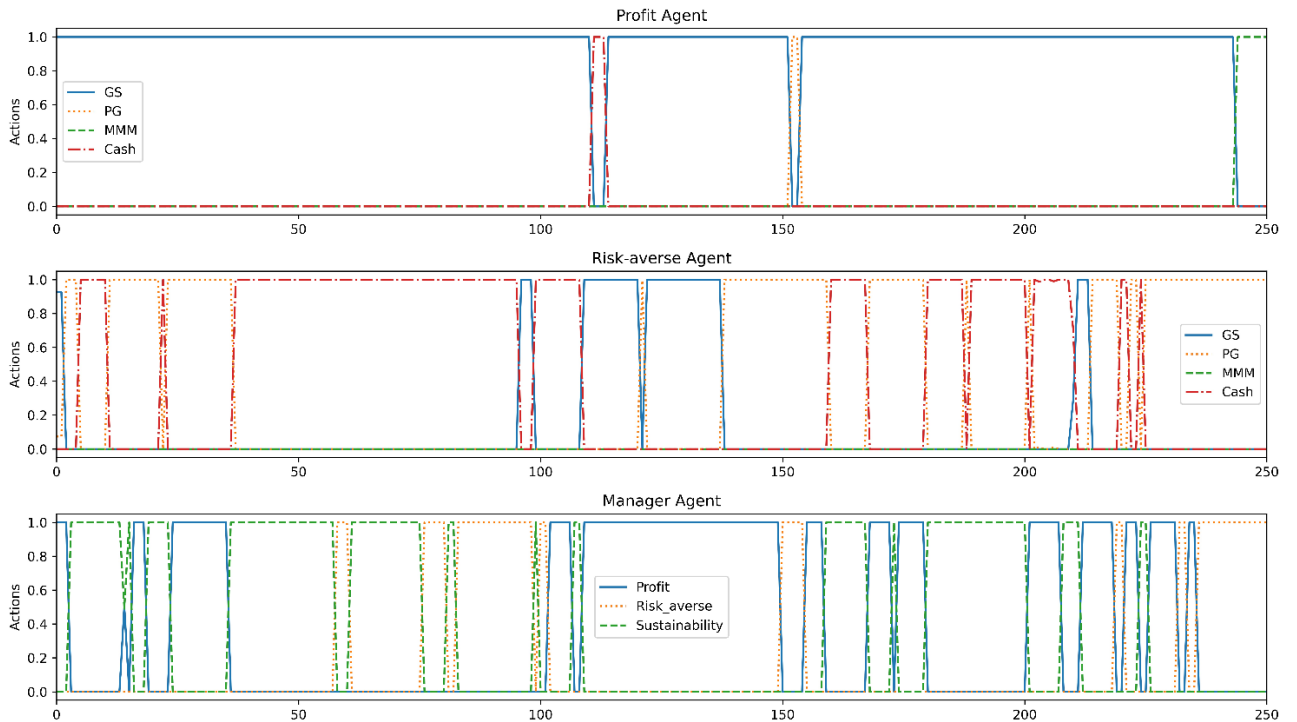 Profit Agent
Actions
1.0
0.8
0.6
0.4
0.2
0.0
GS
PG
MMM
Cash
0 50 100 150 200 250
Risk-averse Agent
Actions
1.0
0.8
0.6
0.4
0.2
0.0
GS
PG
MMM
Cash
0 50 100 150 200 250
Manager Agent
Actions
1.0
0.8
0.6
0.4
0.2
0.0
Profit
Risk_averse
Sustainability
0 50 100 150 200 250